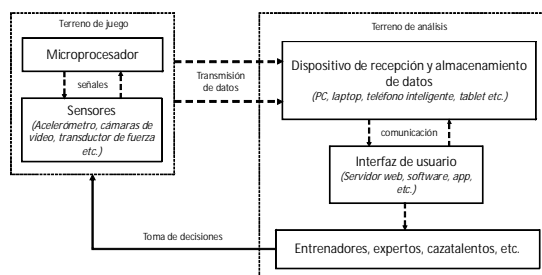 Terreno de juego
Microprocesador
señales
Sensores
(Acelerómetro, cámaras de
video, transductor de fuerza
etc.)
Transmisión
de datos
Terreno de análisis
Dispositivo de recepción y almacenamiento
de datos
(PC, laptop, teléfono inteligente, tablet etc.)
comunicación
Interfaz de usuario
(Servidor web, software, app,
etc.)
Toma de decisiones
Entrenadores, expertos, cazatalentos, etc.